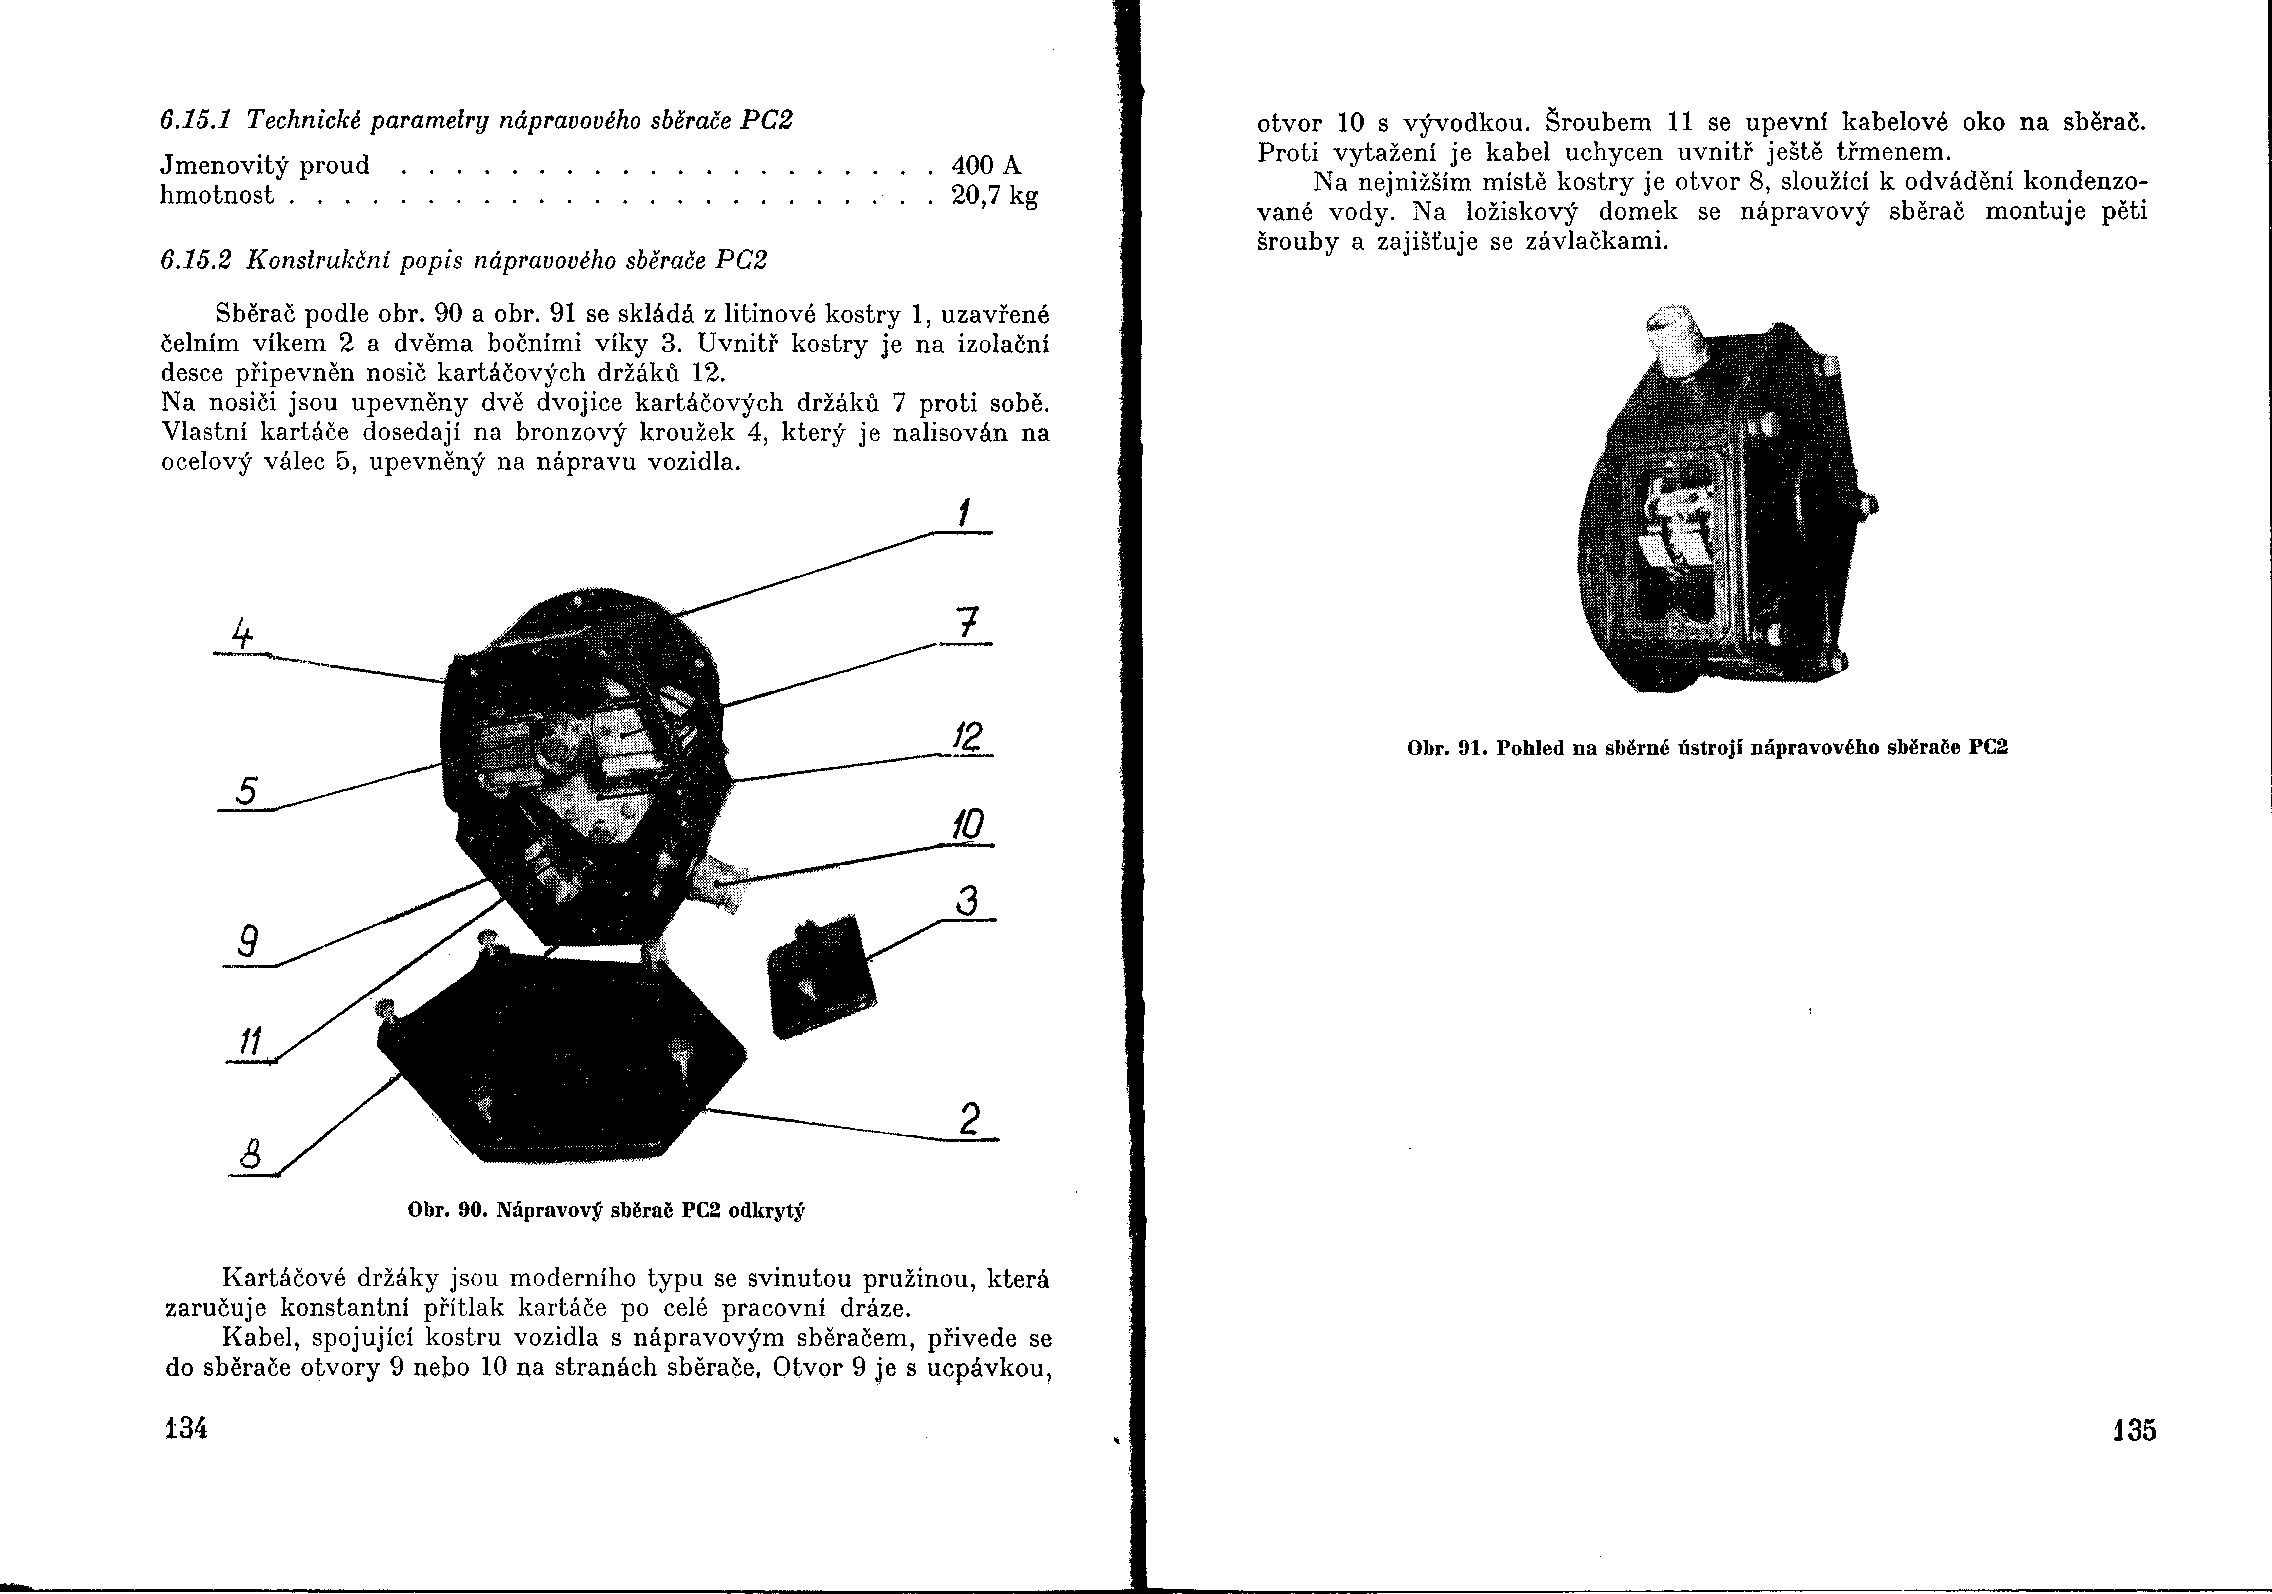 6.15.1 Technické parametry nápravového sběrače PC2
Jmenovitý proud . . . . . . . . . . . . . . . . . . . . 400 A
hmotnost . . . . . . . . . . . . . . . . . . . . . . . . 20,7 kg
6.15.2 Konstrukční popis nápravového sběrače PC2
Sběrač podle obr. 90 a obr. 91 se skládá z litinové kostry 1, uzavřené
čelním víkem 2 a dvěma bočními víky 3. Uvnitř kostry je na izolační
desce připevněn nosič kartáčových držáků 12.
Na nosiči jsou upevněny dvě dvojice kartáčových držáků 7 proti sobě.
Vlastní kartáče dosedají na bronzový kroužek 4, který je nalisován na
ocelový válec 5, upevněný na nápravu vozidla.
1
4
7
12
5
10
3
9
11
2
8
Obr. 90. Nápravový sběrač PC2 odkrytý
Kartáčové držáky jsou moderního typu se svinutou pružinou, která
zaručuje konstantní přítlak kartáče po celé pracovní dráze.
Kabel, spojující kostru vozidla s nápravovým sběračem, přivede se
do sběrače otvory 9 nebo 10 na stranách sběrače. Otvor 9 je s ucpávkou,
134
otvor 10 s vývodkou. Šroubem 11 se upevní kabelové oko na sběrač.
Proti vytažení je kabel uchycen uvnitř ještě třmenem.
Na nejnižším místě kostry je otvor 8, sloužící k odvádění kondenzo-
vané vody. Na ložiskový domek se nápravový sběrač montuje pěti
šrouby a zajišťuje se závlačkami.
Obr. 91. Pohled na sběrné ústrojí nápravového sběrače PC2
135